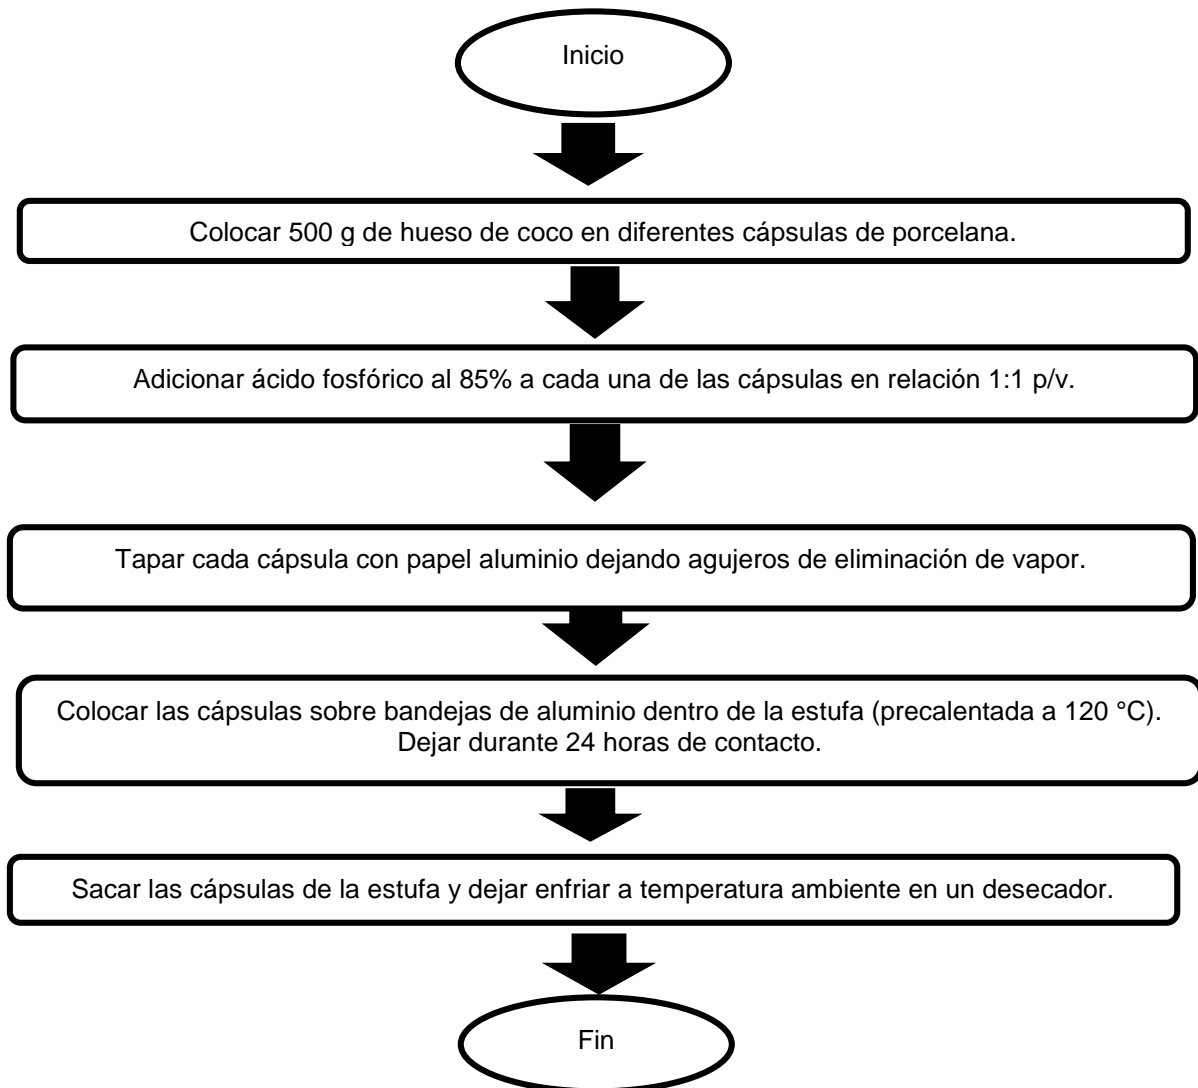 Inicio
Colocar 500 g de hueso de coco en diferentes cápsulas de porcelana.
Adicionar ácido fosfórico al 85% a cada una de las cápsulas en relación 1:1 p/v.
Tapar cada cápsula con papel aluminio dejando agujeros de eliminación de vapor.
Colocar las cápsulas sobre bandejas de aluminio dentro de la estufa (precalentada a 120 °C).
Dejar durante 24 horas de contacto.
Sacar las cápsulas de la estufa y dejar enfriar a temperatura ambiente en un desecador.
Fin